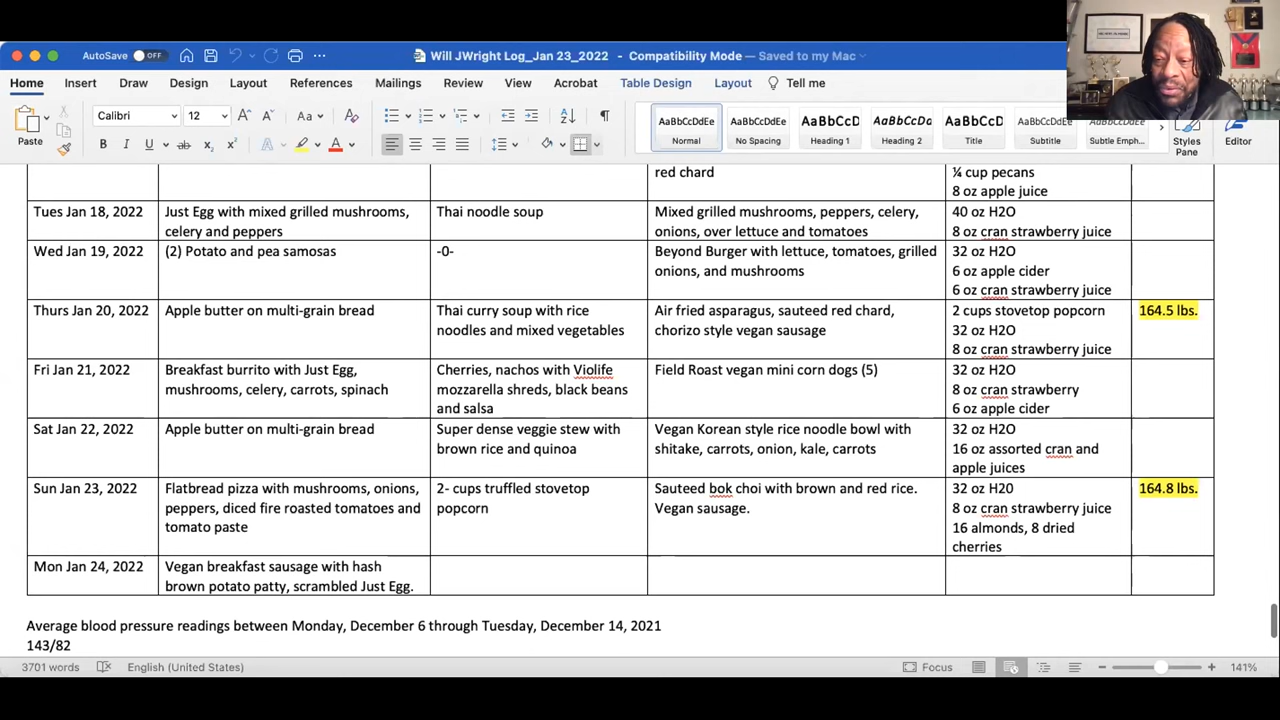 AutoSave OFF
Will JWright Log_Jan 23_2022 - Compatibility Mode — Saved to my Mac
Home Insert Draw Design Layout References Mailings Review View Acrobat Table Design Layout Tell me
Paste
Calibri 12
AaBbCcDdEe Normal
AaBbCcDdEe No Spacing
AaBbCcD Heading 1
AaBbCcDd Heading 2
AaBbCcD Title
AaBbCcDdEe Subtitle
AaBbCcDdEe Subtle Emph...
Styles Pane
Editor
red chard
¼ cup pecans
8 oz apple juice
Tues Jan 18, 2022
Just Egg with mixed grilled mushrooms,
celery and peppers
Thai noodle soup
Mixed grilled mushrooms, peppers, celery,
onions, over lettuce and tomatoes
40 oz H2O
8 oz cran strawberry juice
Wed Jan 19, 2022
(2) Potato and pea samosas
-0-
Beyond Burger with lettuce, tomatoes, grilled
onions, and mushrooms
32 oz H2O
6 oz apple cider
6 oz cran strawberry juice
Thurs Jan 20, 2022
Apple butter on multi-grain bread
Thai curry soup with rice
noodles and mixed vegetables
Air fried asparagus, sauteed red chard,
chorizo style vegan sausage
2 cups stovetop popcorn
32 oz H2O
8 oz cran strawberry juice
164.5 lbs.
Fri Jan 21, 2022
Breakfast burrito with Just Egg,
mushrooms, celery, carrots, spinach
Cherries, nachos with Violife
mozzarella shreds, black beans
and salsa
Field Roast vegan mini corn dogs (5)
32 oz H2O
8 oz cran strawberry
6 oz apple cider
Sat Jan 22, 2022
Apple butter on multi-grain bread
Super dense veggie stew with
brown rice and quinoa
Vegan Korean style rice noodle bowl with
shitake, carrots, onion, kale, carrots
32 oz H2O
16 oz assorted cran and
apple juices
Sun Jan 23, 2022
Flatbread pizza with mushrooms, onions,
peppers, diced fire roasted tomatoes and
tomato paste
2- cups truffled stovetop
popcorn
Sauteed bok choi with brown and red rice.
Vegan sausage.
32 oz H20
8 oz cran strawberry juice
16 almonds, 8 dried
cherries
164.8 lbs.
Mon Jan 24, 2022
Vegan breakfast sausage with hash
brown potato patty, scrambled Just Egg.
Average blood pressure readings between Monday, December 6 through Tuesday, December 14, 2021
143/82
3701 words English (United States) Focus 141%